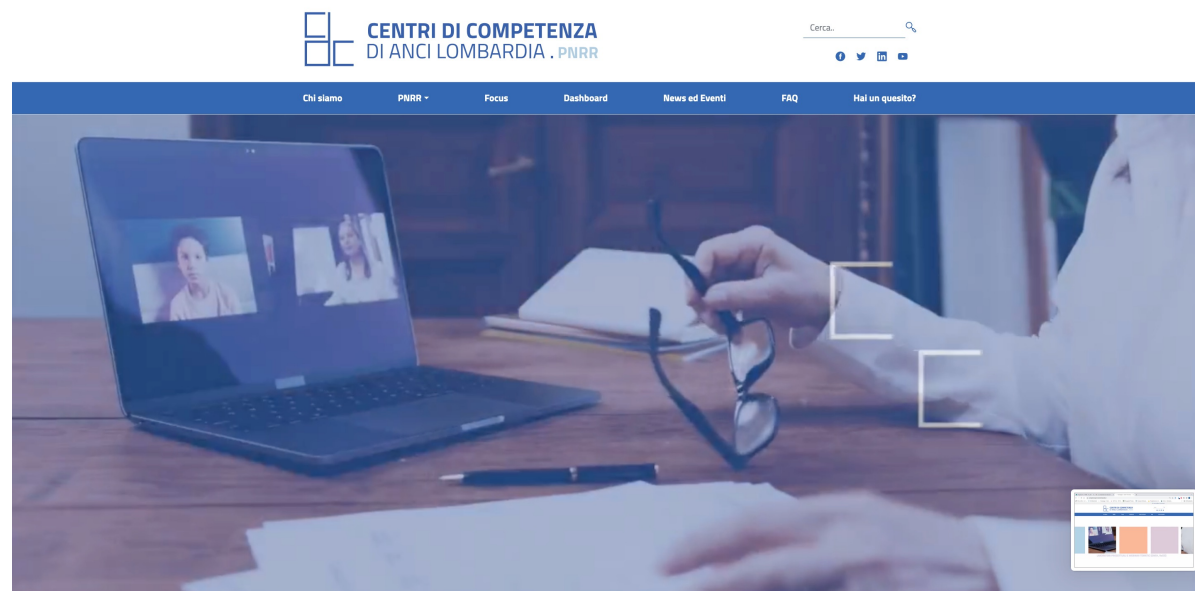 CENTRI DI COMPETENZA
DI ANCI LOMBARDIA . PNRR
Cerca..
Chi siamo
PNRR
Focus
Dashboard
News ed Eventi
FAQ
Hai un quesito?